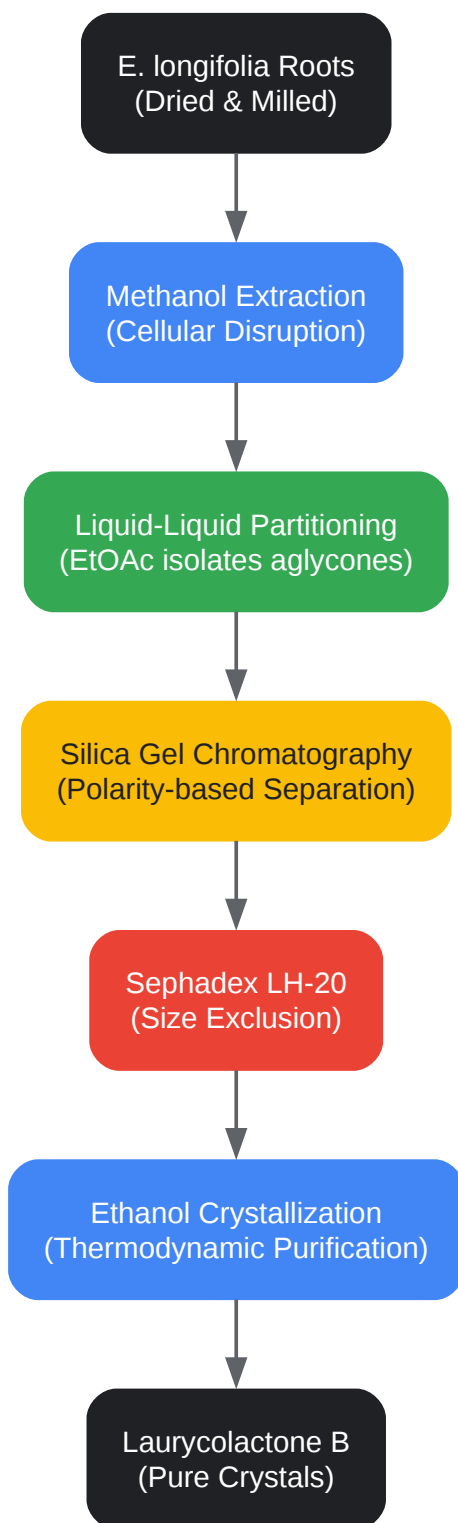 E. longifolia Roots
(Dried & Milled)
Methanol Extraction
(Cellular Disruption)
Liquid-Liquid Partitioning
(EtOAc isolates aglycones)
Silica Gel Chromatography
(Polarity-based Separation)
Sephadex LH-20
(Size Exclusion)
Ethanol Crystallization
(Thermodynamic Purification)
Laurycolactone B
(Pure Crystals)